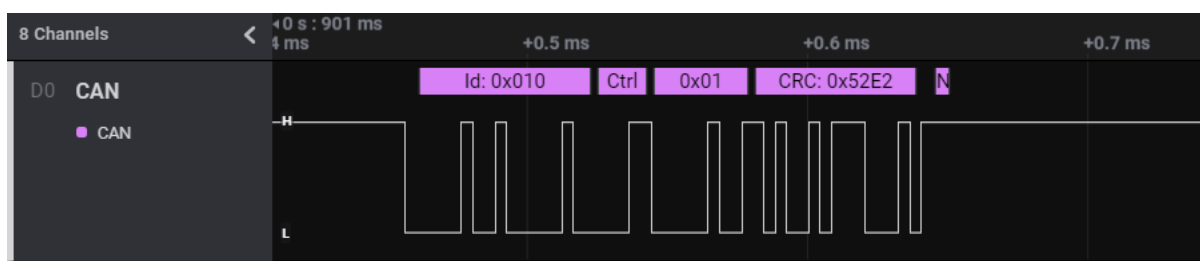 8 Channels
0 s : 901 ms
4 ms
+0.5 ms
+0.6 ms
+0.7 ms
Id: 0x010
Ctrl
0x01
CRC: 0x52E2
N
D0 CAN
CAN
H
L